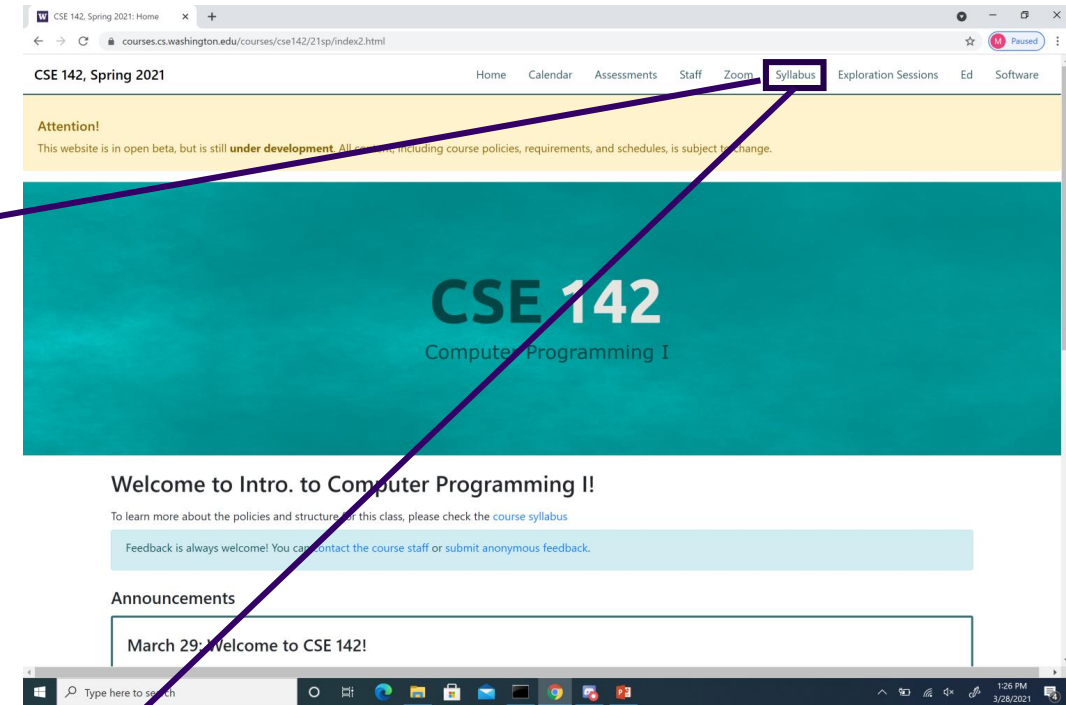 CSE 142, Spring 2021: Home
courses.cs.washington.edu/courses/cse142/21sp/index2.html
M Paused
CSE 142, Spring 2021 Home Calendar Assessments Staff Zoom Syllabus Exploration Sessions Ed Software
Attention!
This website is in open beta, but is still under development. All content, including course policies, requirements, and schedules, is subject to change.
CSE 142
Computer Programming I
Welcome to Intro. to Computer Programming I!
To learn more about the policies and structure for this class, please check the course syllabus
Feedback is always welcome! You can contact the course staff or submit anonymous feedback.
Announcements
March 29: Welcome to CSE 142!
Type here to search
1:26 PM
3/28/2021
4